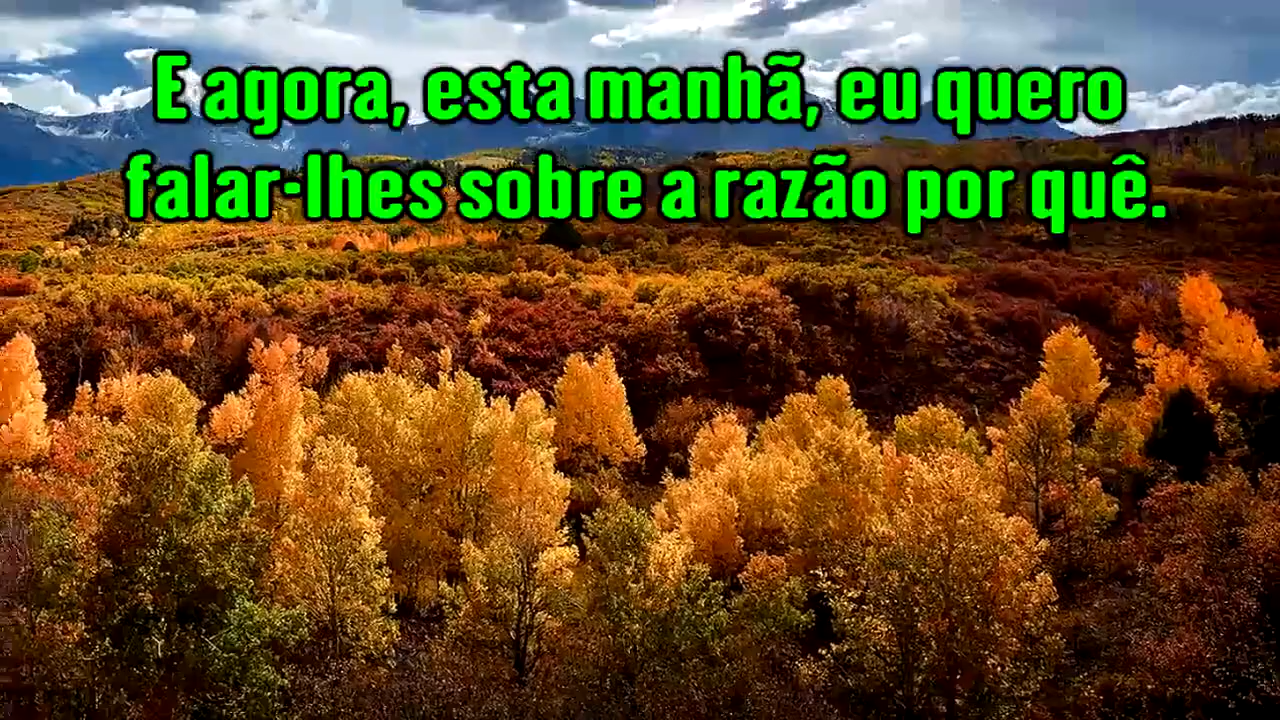 E agora, esta manhã, eu quero
falar-lhes sobre a razão por quê.